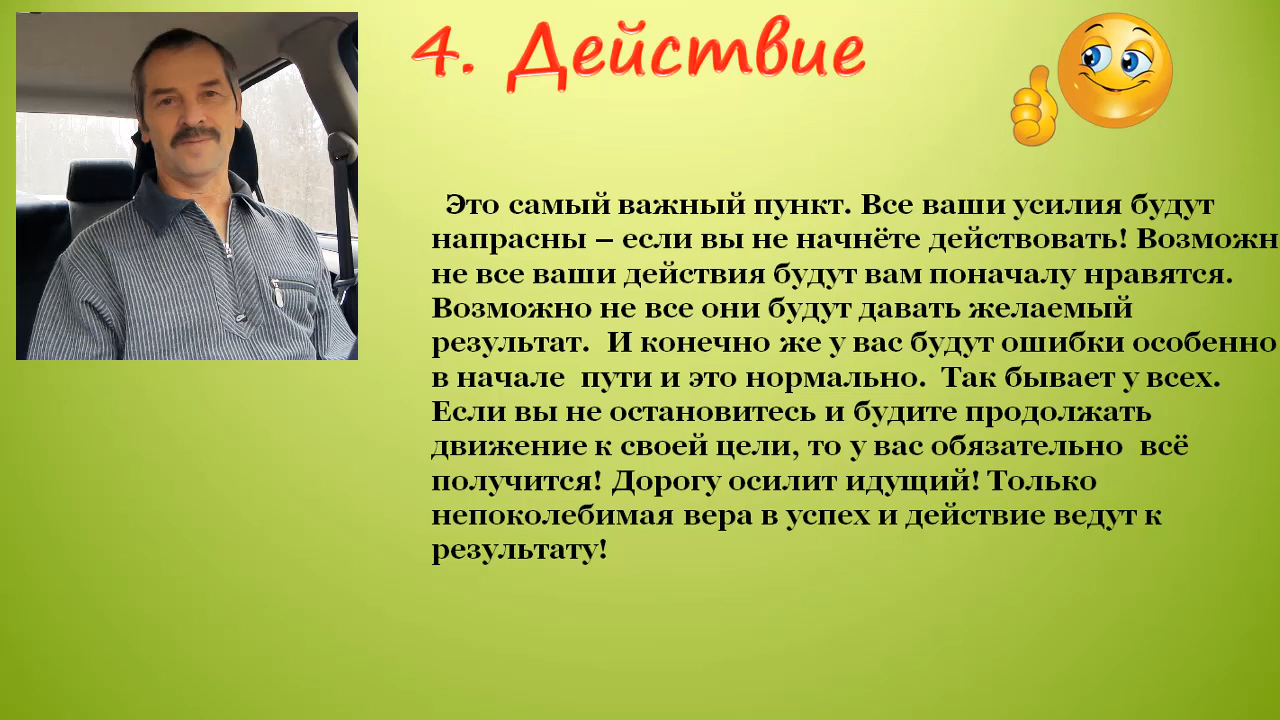 4. Действие
Это самый важный пункт. Все ваши усилия будут
напрасны – если вы не начнёте действовать! Возможн
не все ваши действия будут вам поначалу нравятся.
Возможно не все они будут давать желаемый
результат.  И конечно же у вас будут ошибки особенно
в начале  пути и это нормально.  Так бывает у всех.
Если вы не остановитесь и будите продолжать
движение к своей цели, то у вас обязательно  всё
получится! Дорогу осилит идущий! Только
непоколебимая вера в успех и действие ведут к
результату!